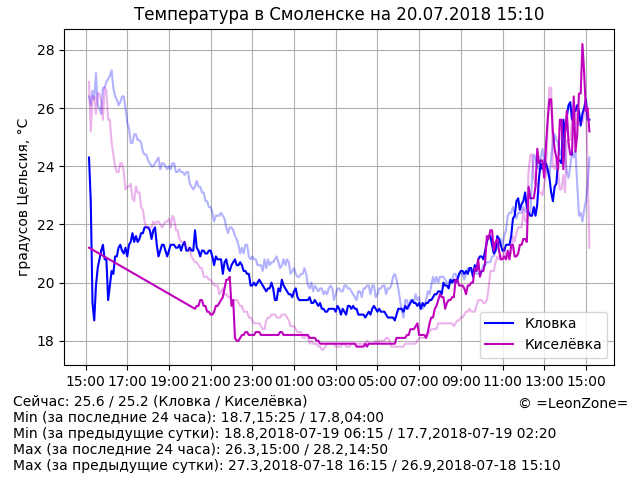 Температура в Смоленске на 20.07.2018 15:10
градусов Цельсия, °C
28
26
24
22
20
18
15:00 17:00 19:00 21:00 23:00 01:00 03:00 05:00 07:00 09:00 11:00 13:00 15:00
Кловка
Киселёвка
© =LeonZone=
Сейчас: 25.6 / 25.2 (Кловка / Киселёвка)
Min (за последние 24 часа): 18.7,15:25 / 17.8,04:00
Min (за предыдущие сутки): 18.8,2018-07-19 06:15 / 17.7,2018-07-19 02:20
Max (за последние 24 часа): 26.3,15:00 / 28.2,14:50
Max (за предыдущие сутки): 27.3,2018-07-18 16:15 / 26.9,2018-07-18 15:10